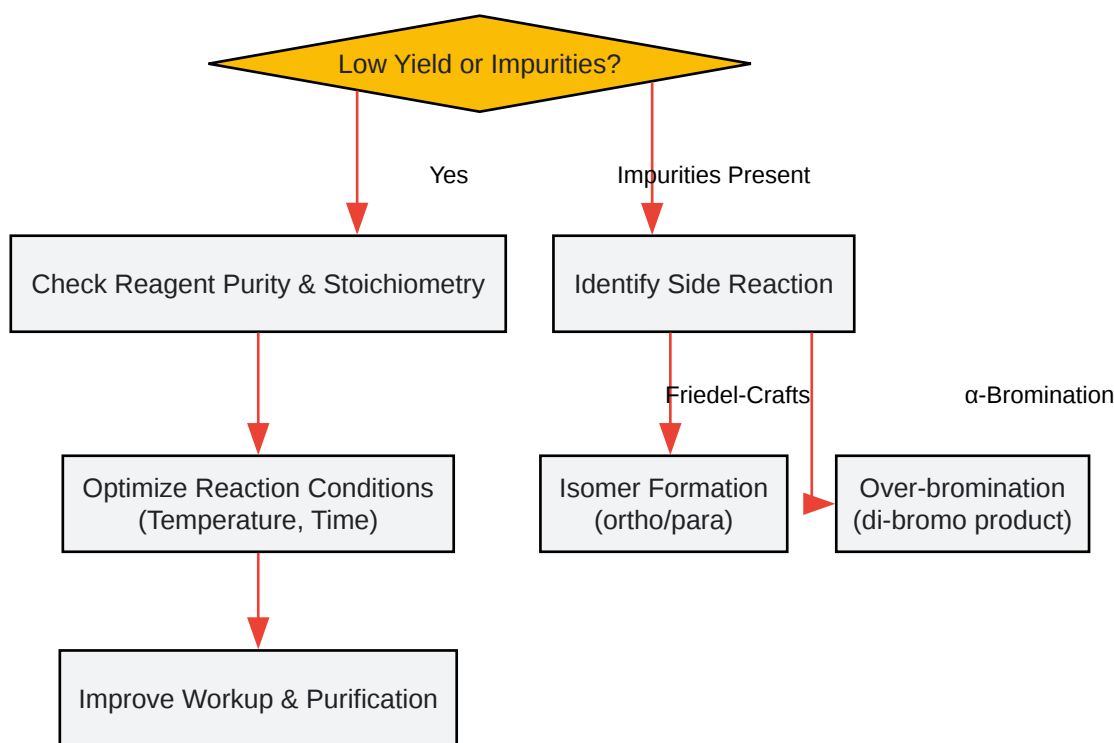 Low Yield or Impurities?
Yes
Impurities Present
Check Reagent Purity & Stoichiometry
Identify Side Reaction
Friedel-Crafts
α-Bromination
Optimize Reaction Conditions
(Temperature, Time)
Isomer Formation
(ortho/para)
Over-bromination
(di-bromo product)
Improve Workup & Purification